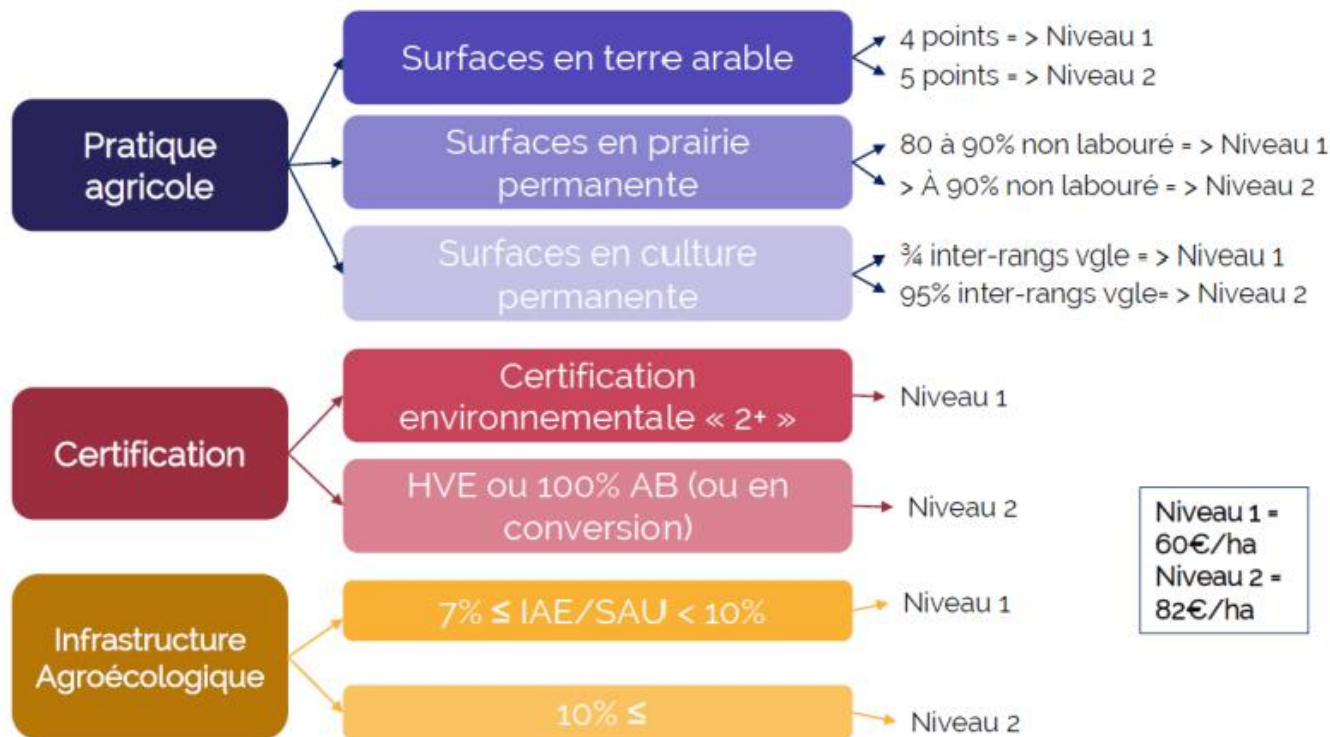 Pratique
agricole
Surfaces en terre arable
4 points = > Niveau 1
5 points = > Niveau 2
Surfaces en prairie
permanente
80 à 90% non labouré = > Niveau 1
> À 90% non labouré = > Niveau 2
Surfaces en culture
permanente
¾ inter-rangs vgle = > Niveau 1
95% inter-rangs vgle= > Niveau 2
Certification
Certification
environnementale « 2+ »
Niveau 1
HVE ou 100% AB (ou en
conversion)
Niveau 2
Infrastructure
Agroécologique
7% ≤ IAE/SAU < 10%
Niveau 1
10% ≤
Niveau 2
Niveau 1 =
60€/ha
Niveau 2 =
82€/ha